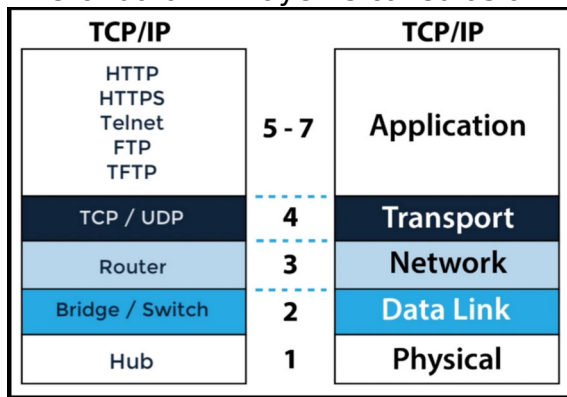 TCP/IP
TCP/IP
HTTP
HTTPS
Telnet
FTP
TFTP
5 - 7
Application
TCP / UDP
4
Transport
Router
3
Network
Bridge / Switch
2
Data Link
Hub
1
Physical